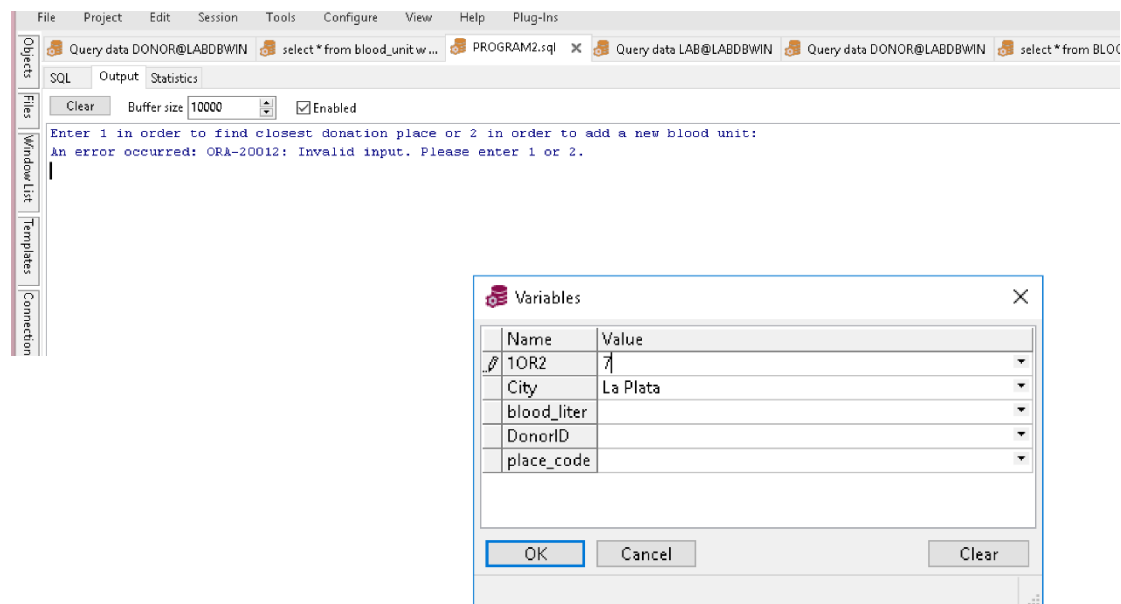 File Project Edit Session Tools Configure View Help Plug-Ins
Query data DONOR@LABDBWIN select * from blood_unit w ... PROGRAM2.sql Query data LAB@LABDBWIN Query data DONOR@LABDBWIN select * from BLOO
SQL Output Statistics
Clear Buffer size 10000 Enabled
Enter 1 in order to find closest donation place or 2 in order to add a new blood unit:
An error occurred: ORA-20012: Invalid input. Please enter 1 or 2.
Objects
Files
Window List
Templates
Connection
Variables
Name Value
1OR2 7
City La Plata
blood_liter
DonorID
place_code
OK Cancel Clear